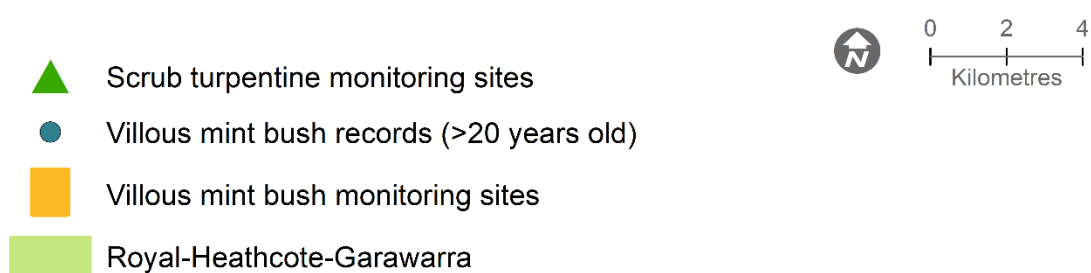 0 2 4
N
Kilometres
Scrub turpentine monitoring sites
Villous mint bush records (>20 years old)
Villous mint bush monitoring sites
Royal-Heathcote-Garawarra